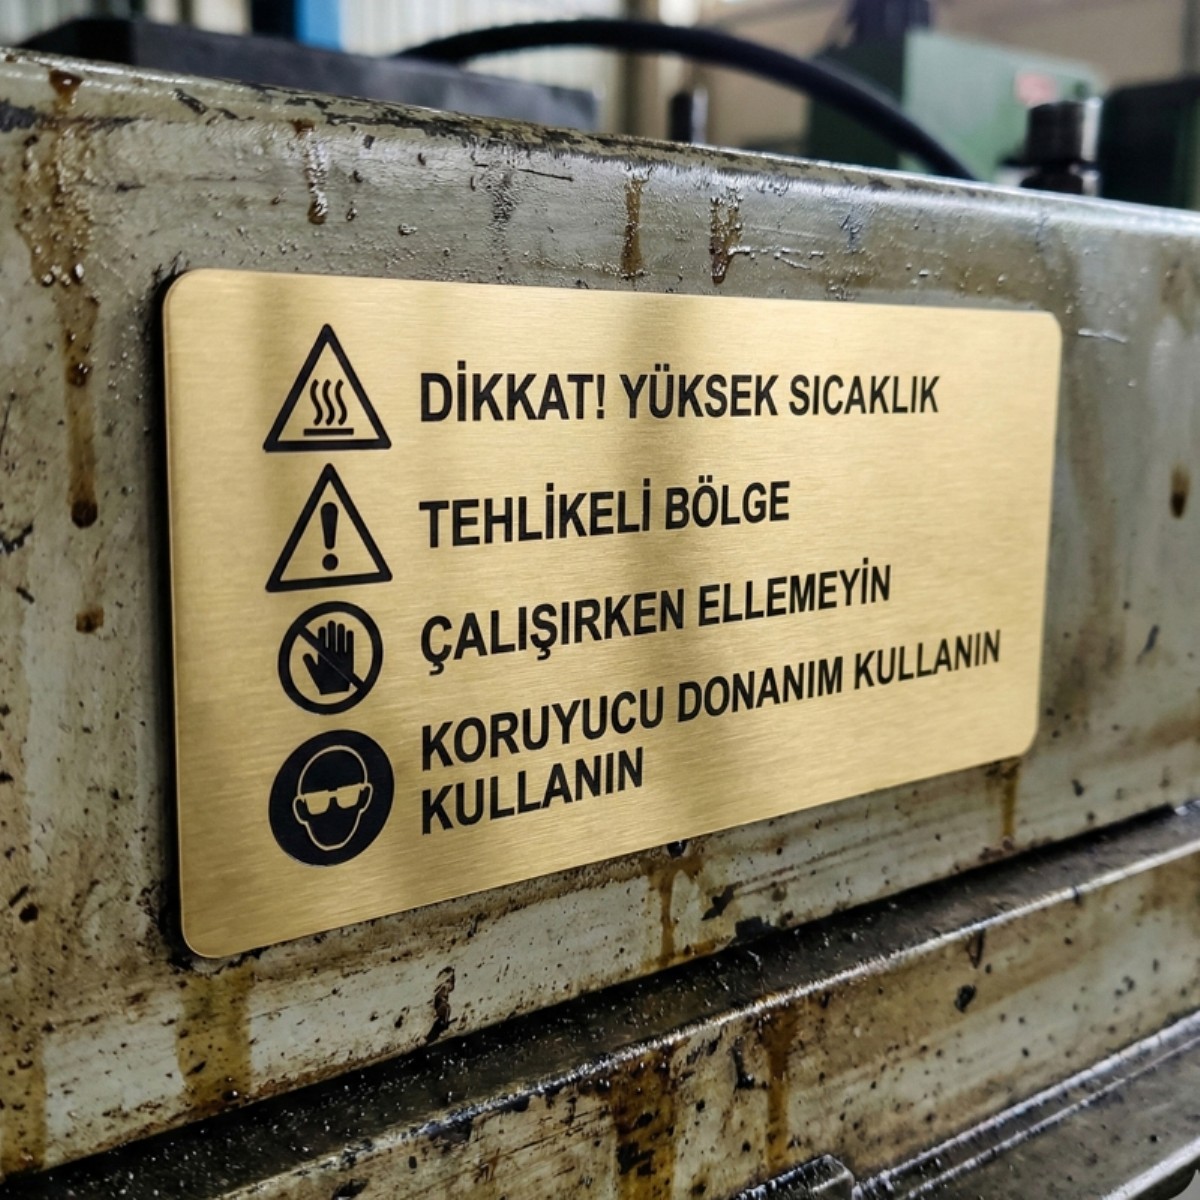 DİKKAT! YÜKSEK SICAKLIK
TEHLİKELİ BÖLGE
ÇALIŞIRKEN ELLEMEYİN
KORUYUCU DONANIM KULLANIN
KULLANIN